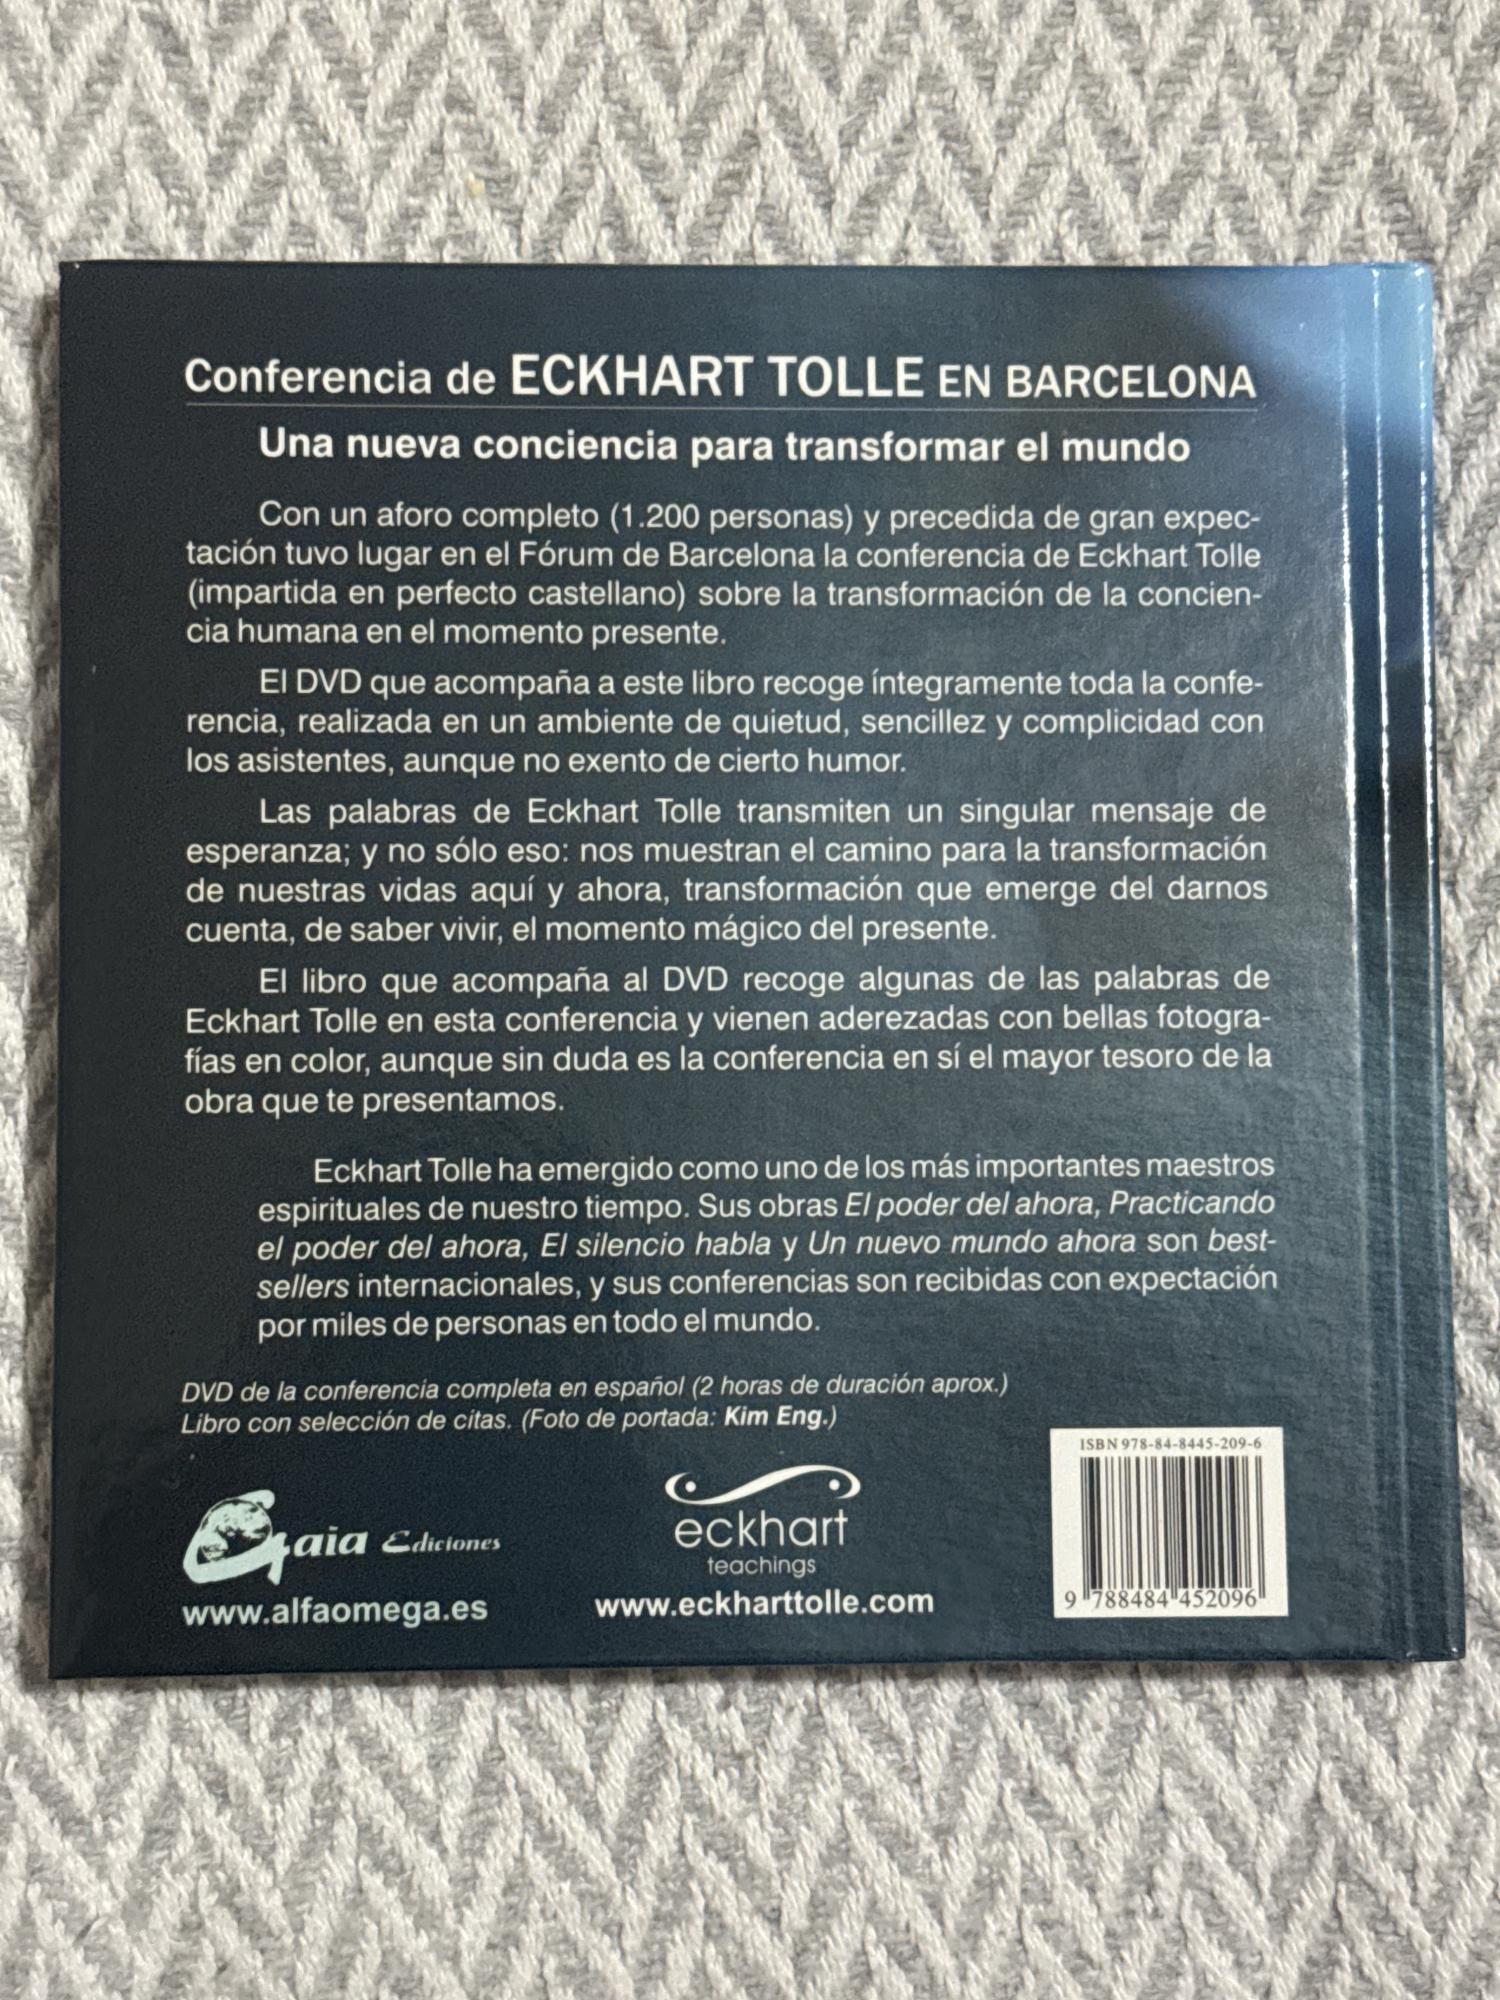 Conferencia de ECKHART TOLLE EN BARCELONA
Una nueva conciencia para transformar el mundo
Con un aforo completo (1.200 personas) y precedida de gran expec-
tación tuvo lugar en el Fórum de Barcelona la conferencia de Eckhart Tolle
(impartida en perfecto castellano) sobre la transformación de la concien-
cia humana en el momento presente.
El DVD que acompaña a este libro recoge íntegramente toda la confe-
rencia, realizada en un ambiente de quietud, sencillez y complicidad con
los asistentes, aunque no exento de cierto humor.
Las palabras de Eckhart Tolle transmiten un singular mensaje de
esperanza; y no sólo eso: nos muestran el camino para la transformación
de nuestras vidas aquí y ahora, transformación que emerge del darnos
cuenta, de saber vivir, el momento mágico del presente.
El libro que acompaña al DVD recoge algunas de las palabras de
Eckhart Tolle en esta conferencia y vienen aderezadas con bellas fotogra-
fías en color, aunque sin duda es la conferencia en sí el mayor tesoro de la
obra que te presentamos.
Eckhart Tolle ha emergido como uno de los más importantes maestros
espirituales de nuestro tiempo. Sus obras El poder del ahora, Practicando
el poder del ahora, El silencio habla y Un nuevo mundo ahora son best-
sellers internacionales, y sus conferencias son recibidas con expectación
por miles de personas en todo el mundo.
DVD de la conferencia completa en español (2 horas de duración aprox.)
Libro con selección de citas. (Foto de portada: Kim Eng.)
Gaia Ediciones
www.alfaomega.es
eckhart
teachings
www.eckharttolle.com
ISBN 978-84-8445-209-6
9 788484 452096